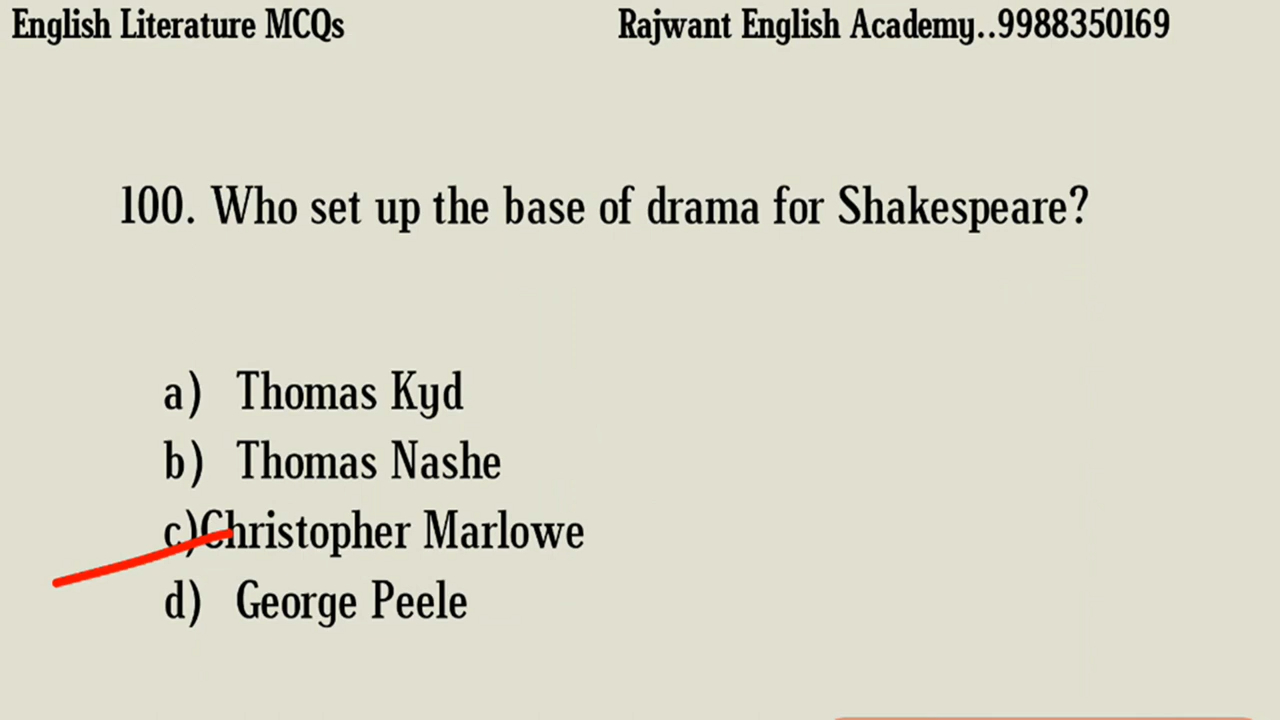 English Literature MCQs Rajwant English Academy..9988350169
100. Who set up the base of drama for Shakespeare?
a) Thomas Kyd
b) Thomas Nashe
c)Christopher Marlowe
d) George Peele